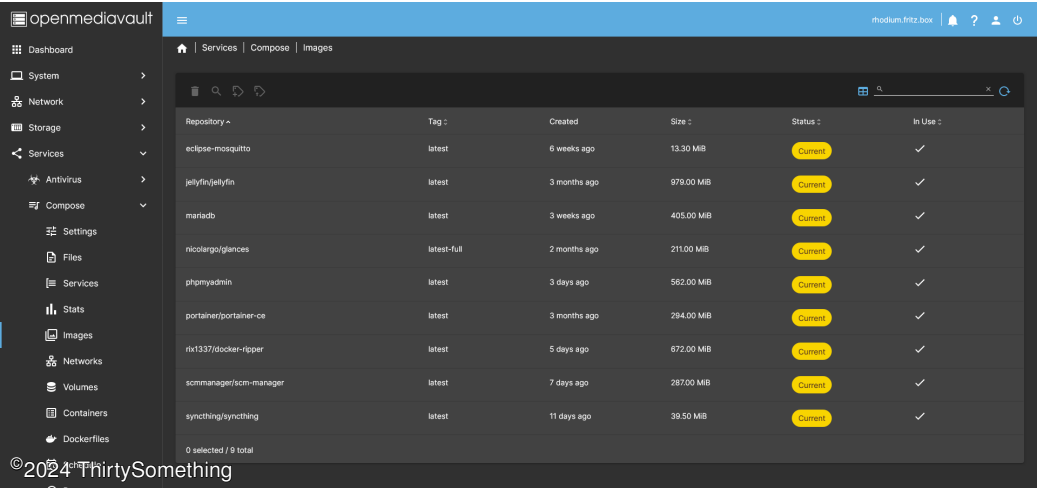 openmediavault
rhodium.fritz.box
Dashboard
System
Network
Storage
Services
Antivirus
Compose
Settings
Files
Services
Stats
Images
Networks
Volumes
Containers
Dockerfiles
Services | Compose | Images
Repository Tag Created Size Status In Use
eclipse-mosquitto latest 6 weeks ago 13.30 MiB Current
jellyfin/jellyfin latest 3 months ago 979.00 MiB Current
mariadb latest 3 weeks ago 405.00 MiB Current
nicolargo/glances latest-full 2 months ago 211.00 MiB Current
phpmyadmin latest 3 days ago 562.00 MiB Current
portainer/portainer-ce latest 3 months ago 294.00 MiB Current
rix1337/docker-ripper latest 5 days ago 672.00 MiB Current
scmmanager/scm-manager latest 7 days ago 287.00 MiB Current
syncthing/syncthing latest 11 days ago 39.50 MiB Current
0 selected / 9 total
©2024 ThirtySomething